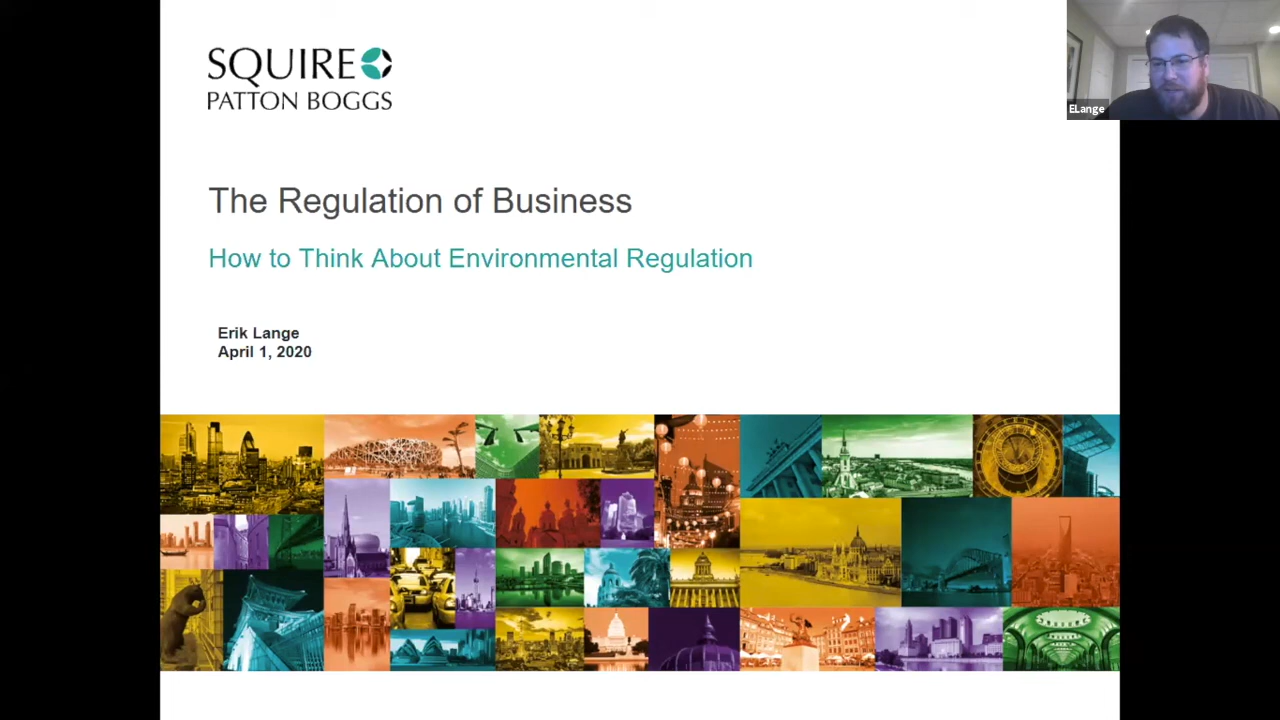 SQUIRE
PATTON BOGGS
ELange
The Regulation of Business
How to Think About Environmental Regulation
Erik Lange
April 1, 2020